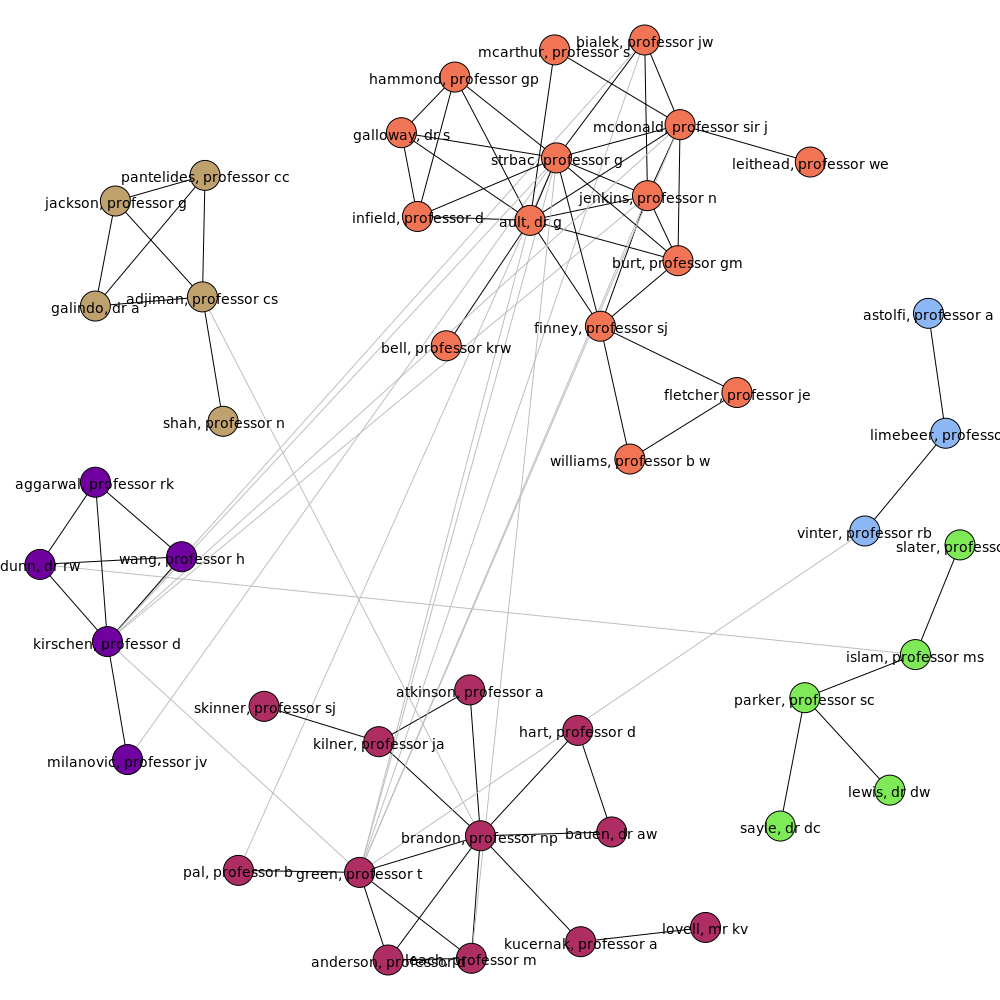 bialek, professor jw
mcarthur, professor s
hammond, professor gp
mcdonald, professor sir j
galloway, dr s
strbac, professor g
leithead, professor we
pantelides, professor cc
jackson, professor g
jenkins, professor n
infield, professor d
ault, dr g
burt, professor gm
adjiman, professor cs
galindo, dr a
astolfi, professor a
finney, professor sj
bell, professor krw
fletcher, professor je
shah, professor n
limebeer, professo
williams, professor b w
aggarwal, professor rk
vinter, professor rb
slater, professo
wang, professor h
dunn, dr rw
kirschen, professor d
islam, professor ms
atkinson, professor a
parker, professor sc
skinner, professor sj
hart, professor d
kilner, professor ja
milanovic, professor jv
lewis, dr dw
sayle, dr dc
bauen, dr aw
brandon, professor np
pal, professor b
green, professor t
lovell, mr kv
kucernak, professor a
anderson, professor
leach, professor m